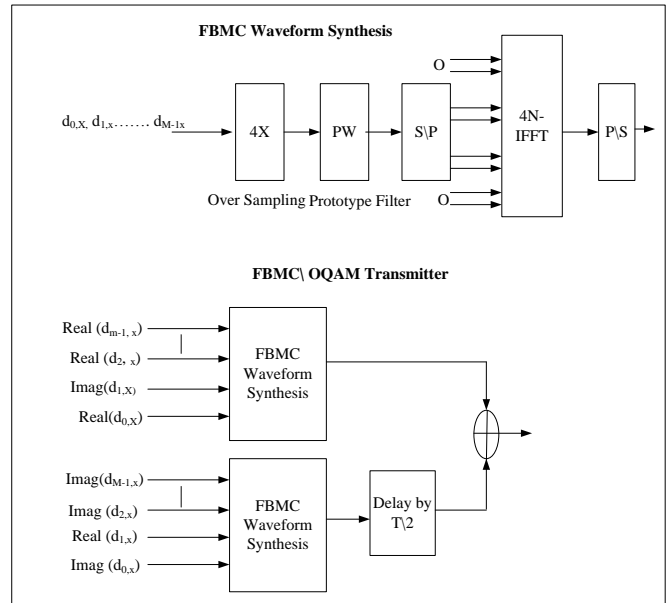 FBMC Waveform Synthesis
O
d0,X, d1,x....... dM-1x
4X
PW
S\P
4N-
IFFT
P\S
Over Sampling Prototype Filter
O
FBMC\ OQAM Transmitter
Real (dm-1, x)
Real (d2, x)
Imag(d1,X)
Real(d0,X)
FBMC
Waveform
Synthesis
Imag(dM-1,x)
Imag (d2,x)
Real (d1,x)
Imag (d0,x)
FBMC
Waveform
Synthesis
Delay by
T\2